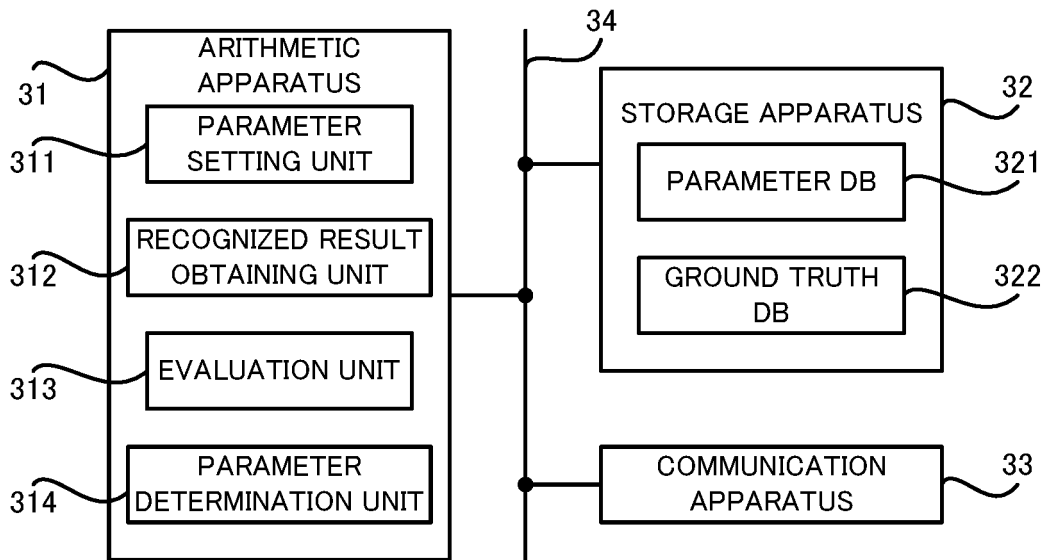 ARITHMETIC
APPARATUS
31
PARAMETER
SETTING UNIT
311
RECOGNIZED RESULT
OBTAINING UNIT
312
EVALUATION UNIT
313
PARAMETER
DETERMINATION UNIT
314
34
STORAGE APPARATUS
32
PARAMETER DB
321
GROUND TRUTH
DB
322
COMMUNICATION
APPARATUS
33